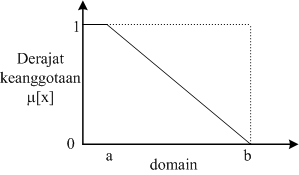 1
Derajat
keanggotaan
μ[x]
0
a
domain
b